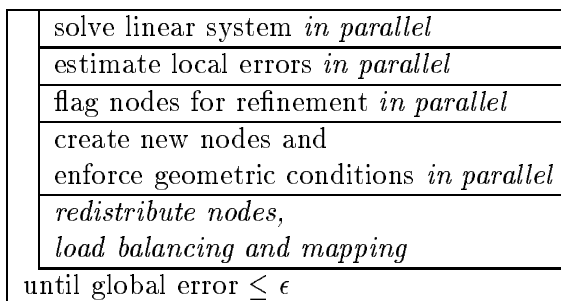 solve linear system in parallel
estimate local errors in parallel
flag nodes for refinement in parallel
create new nodes and
enforce geometric conditions in parallel
redistribute nodes,
load balancing and mapping
until global error ≤ ϵ